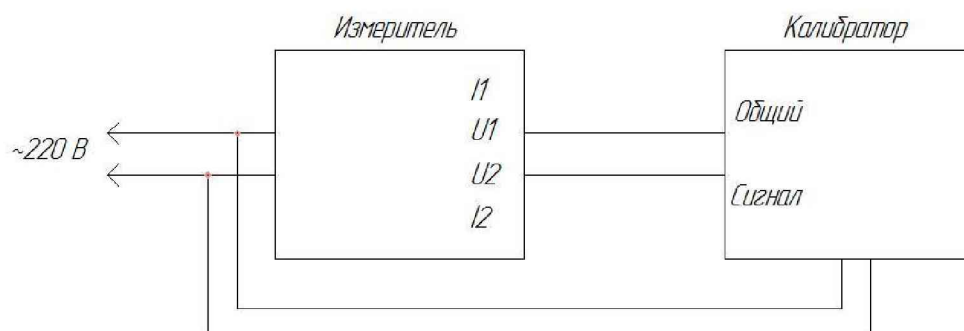 Измеритель
Калибратор
I1
Общий
~220 В
U1
U2
Сигнал
I2